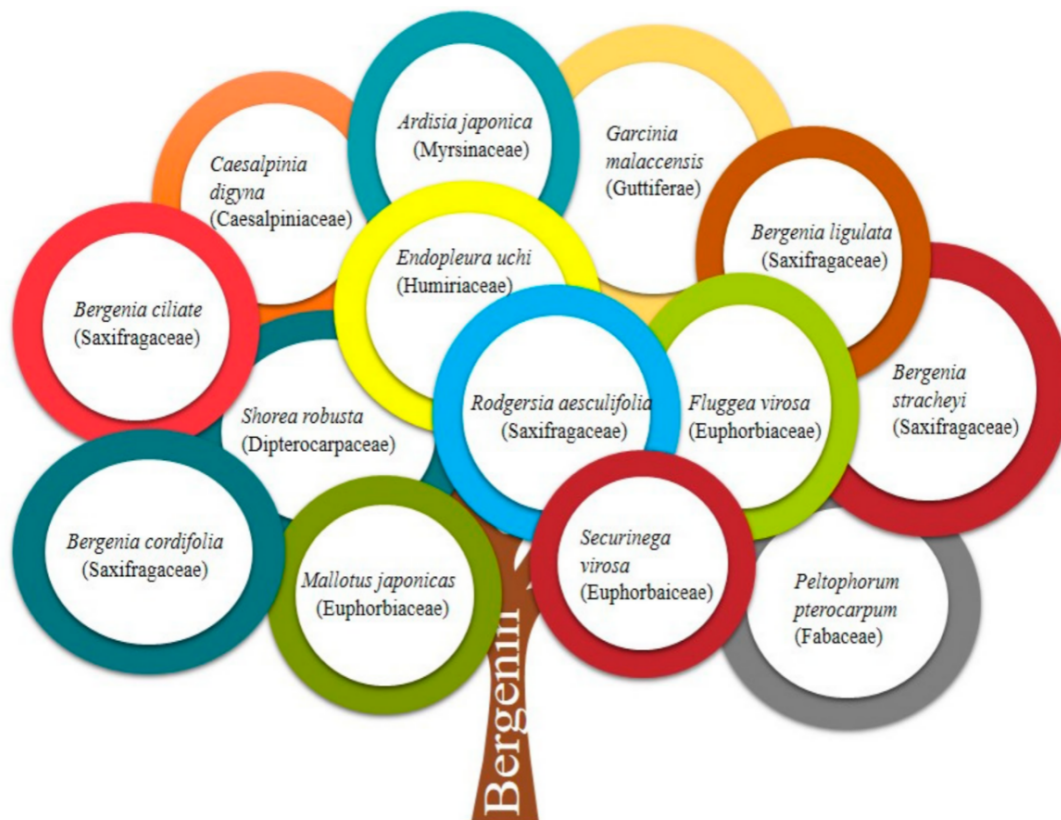 Ardisia japonica
(Myrsinaceae)
Garcinia
malaccensis
(Guttiferae)
Caesalpinia
digyna
(Caesalpiniaceae)
Bergenia ligulata
(Saxifragaceae)
Endopleura uchi
(Humiriaceae)
Bergenia ciliate
(Saxifragaceae)
Bergenia
stracheyi
(Saxifragaceae)
Shorea robusta
(Dipterocarpaceae)
Rodgersia aesculifolia
(Saxifragaceae)
Fluggea virosa
(Euphorbiaceae)
Bergenia cordifolia
(Saxifragaceae)
Mallotus japonicas
(Euphorbiaceae)
Securinega
virosa
(Euphorbaiceae)
Peltophorum
pterocarpum
(Fabaceae)
Bergenin